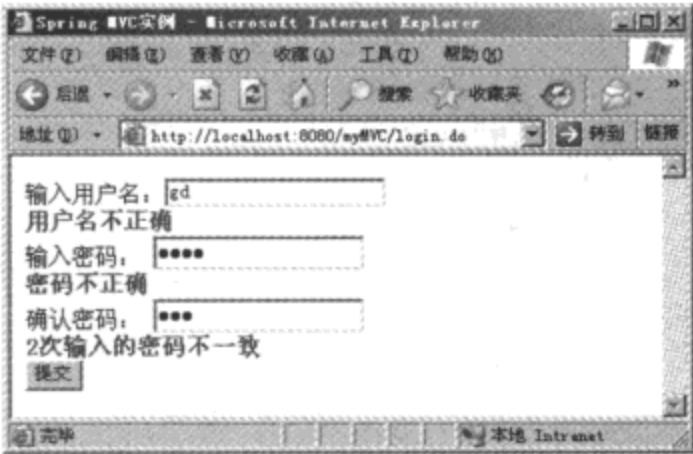 Spring MVC实例 - Microsoft Internet Explorer
文件(F) 编辑(E) 查看(V) 收藏(A) 工具(T) 帮助(H)
后退 搜索 收藏夹 »
地址(D) http://localhost:8080/myMVC/login.do 转到 链接
输入用户名：gd
用户名不正确
输入密码： ●●●●
密码不正确
确认密码： ●●●
2次输入的密码不一致
提交
完毕 本地 Intranet